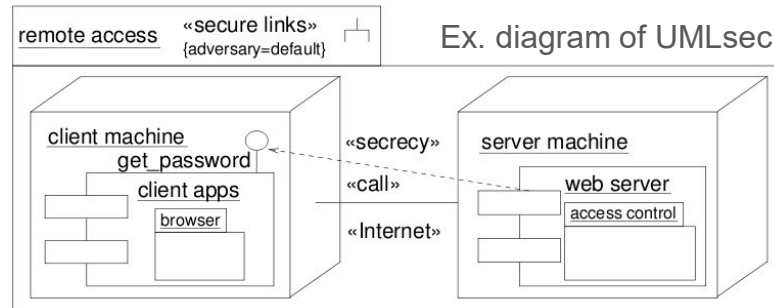 remote access «secure links»
{adversary=default}
Ex. diagram of UMLsec
client machine
get_password
client apps
browser
«secrecy»
«call»
«Internet»
server machine
web server
access control